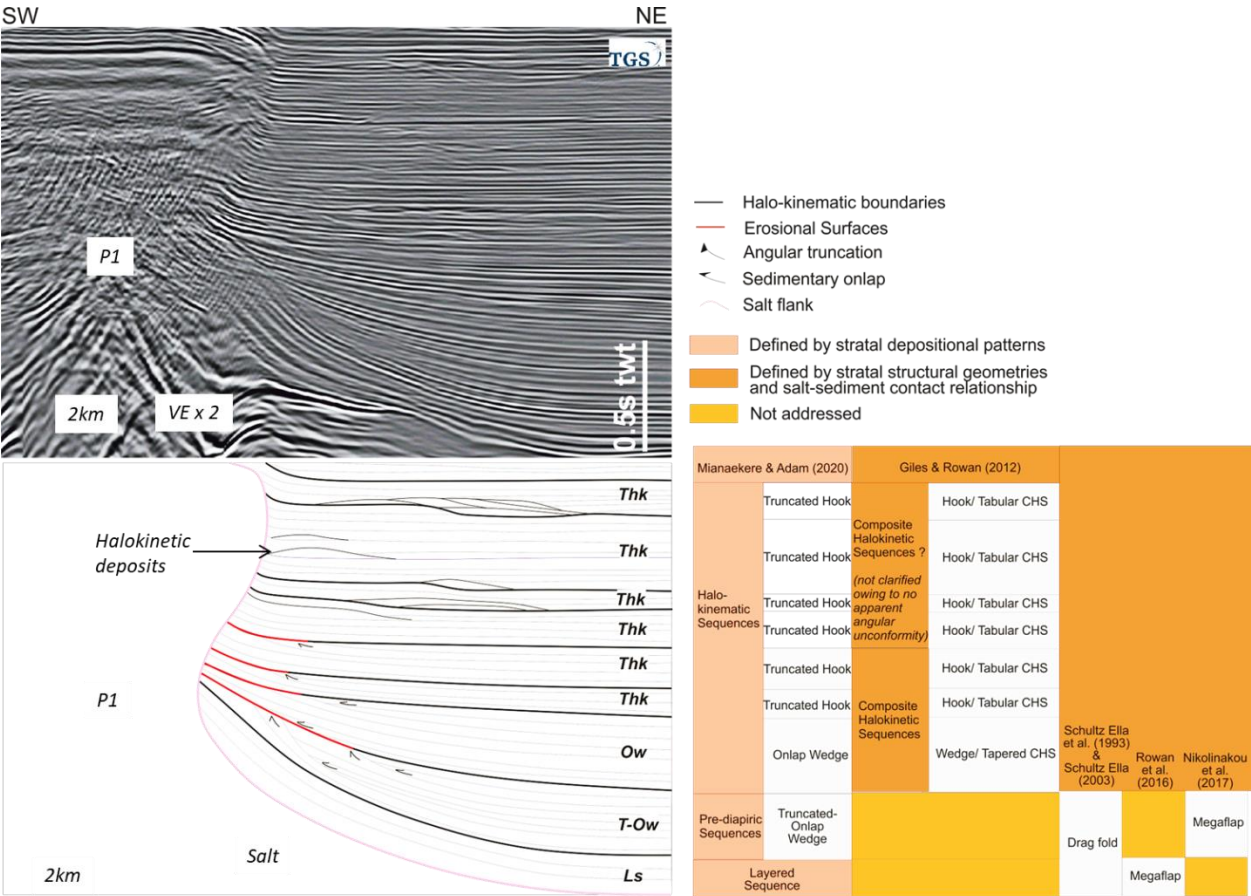 SW
NE
TGS
P1
2km
VE x 2
0.5s twt
Halo-kinematic boundaries
Erosional Surfaces
Angular truncation
Sedimentary onlap
Salt flank
Defined by stratal depositional patterns
Defined by stratal structural geometries
and salt-sediment contact relationship
Not addressed
Thk
Halokinetic
deposits
Thk
Thk
Thk
Thk
Thk
P1
Ow
T-Ow
Salt
2km
Ls
Mianaekere & Adam (2020)
Giles & Rowan (2012)
Halo-
kinematic
Sequences
Truncated Hook
Truncated Hook
Truncated Hook
Truncated Hook
Truncated Hook
Truncated Hook
Onlap Wedge
Composite
Halokinetic
Sequences ?
(not clarified
owing to no
apparent
angular
unconformity)
Composite
Halokinetic
Sequences
Hook/ Tabular CHS
Hook/ Tabular CHS
Hook/ Tabular CHS
Hook/ Tabular CHS
Hook/ Tabular CHS
Hook/ Tabular CHS
Wedge/ Tapered CHS
Schultz Ella
et al. (1993)
&
Schultz Ella
(2003)
Rowan
et al.
(2016)
Nikolinakou
et al.
(2017)
Pre-diapiric
Sequences
Truncated-
Onlap
Wedge
Drag fold
Megaflap
Layered
Sequence
Megaflap